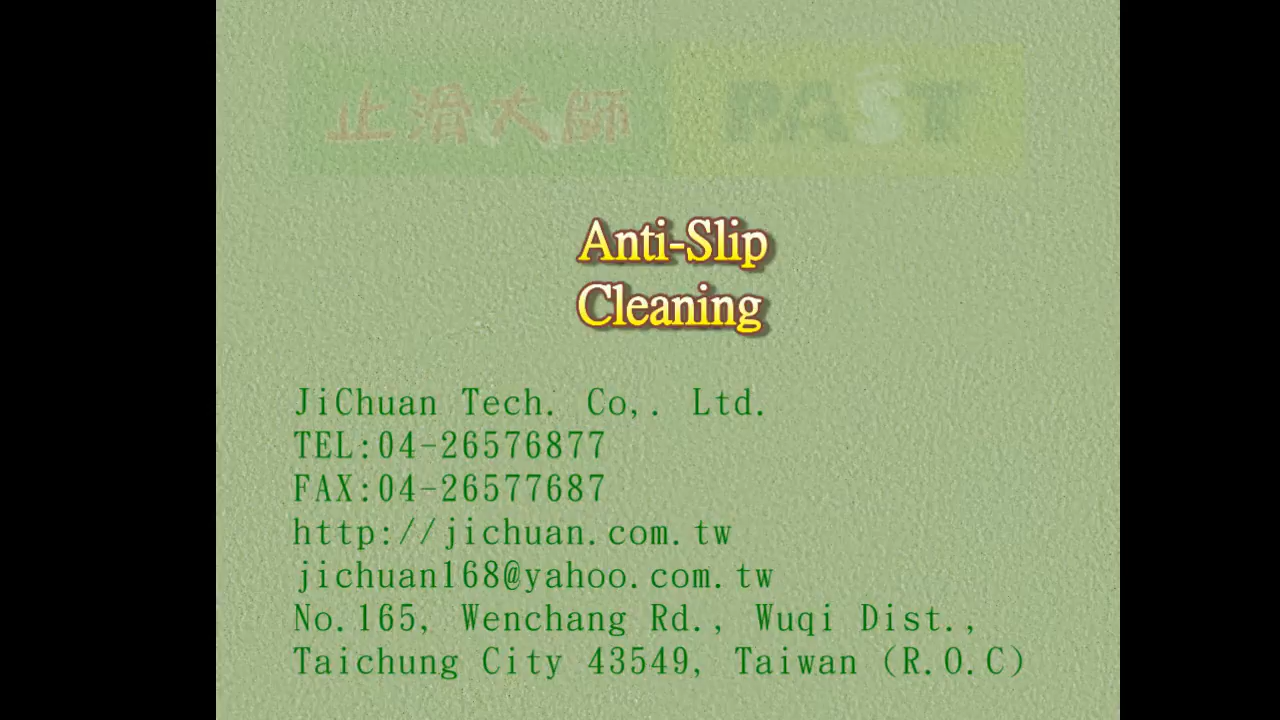 止滑大師 PAST
Anti-Slip
Cleaning
JiChuan Tech. Co,. Ltd.
TEL:04-26576877
FAX:04-26577687
http://jichuan.com.tw
jichuan168@yahoo.com.tw
No.165, Wenchang Rd., Wuqi Dist.,
Taichung City 43549, Taiwan (R.O.C)